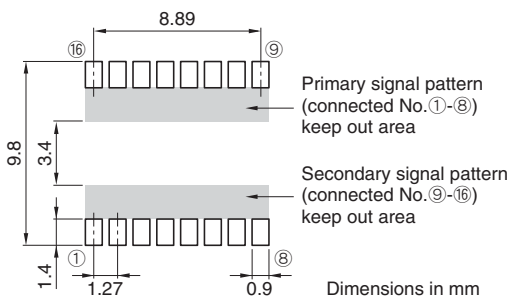 8.89
⑯
⑨
Primary signal pattern
(connected No.①-⑧)
keep out area
9.8
3.4
Secondary signal pattern
(connected No.⑨-⑯)
keep out area
①
⑧
1.4
1.27
0.9
Dimensions in mm